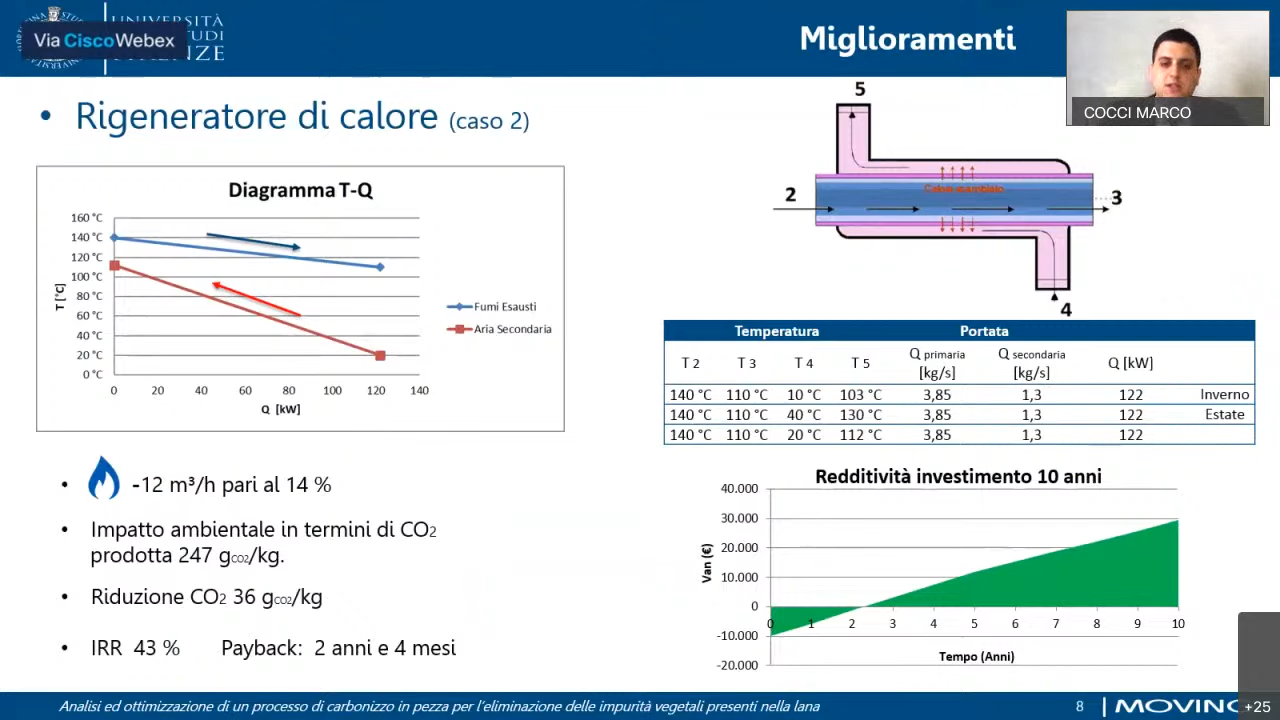 Via Cisco Webex
UNIVERSITÀ
Miglioramenti
COCCI MARCO
• Rigeneratore di calore (caso 2)
Diagramma T-Q
160 °C
140 °C
120 °C
100 °C
80 °C
60 °C
40 °C
20 °C
0 °C
T [°C]
0 20 40 60 80 100 120 140
Q [kW]
Fumi Esausti
Aria Secondaria
5
2
Calore scambiato
3
4
Temperatura Portata
T 2 T 3 T 4 T 5 Q primaria [kg/s] Q secondaria [kg/s] Q [kW]
140 °C 110 °C 10 °C 103 °C 3,85 1,3 122 Inverno
140 °C 110 °C 40 °C 130 °C 3,85 1,3 122 Estate
140 °C 110 °C 20 °C 112 °C 3,85 1,3 122
• -12 m³/h pari al 14 %
• Impatto ambientale in termini di CO2
prodotta 247 gCO2/kg.
• Riduzione CO2 36 gCO2/kg
• IRR 43 % Payback: 2 anni e 4 mesi
Redditività investimento 10 anni
40.000
30.000
20.000
10.000
0
-10.000
-20.000
Van (€)
0 1 2 3 4 5 6 7 8 9 10
Tempo (Anni)
Analisi ed ottimizzazione di un processo di carbonizzo in pezza per l'eliminazione delle impurità vegetali presenti nella lana
8
MOVING
+25